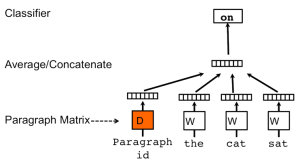 Classifier
on
Average/Concatenate
Paragraph Matrix----->
D W W W
Paragraph the cat sat
id